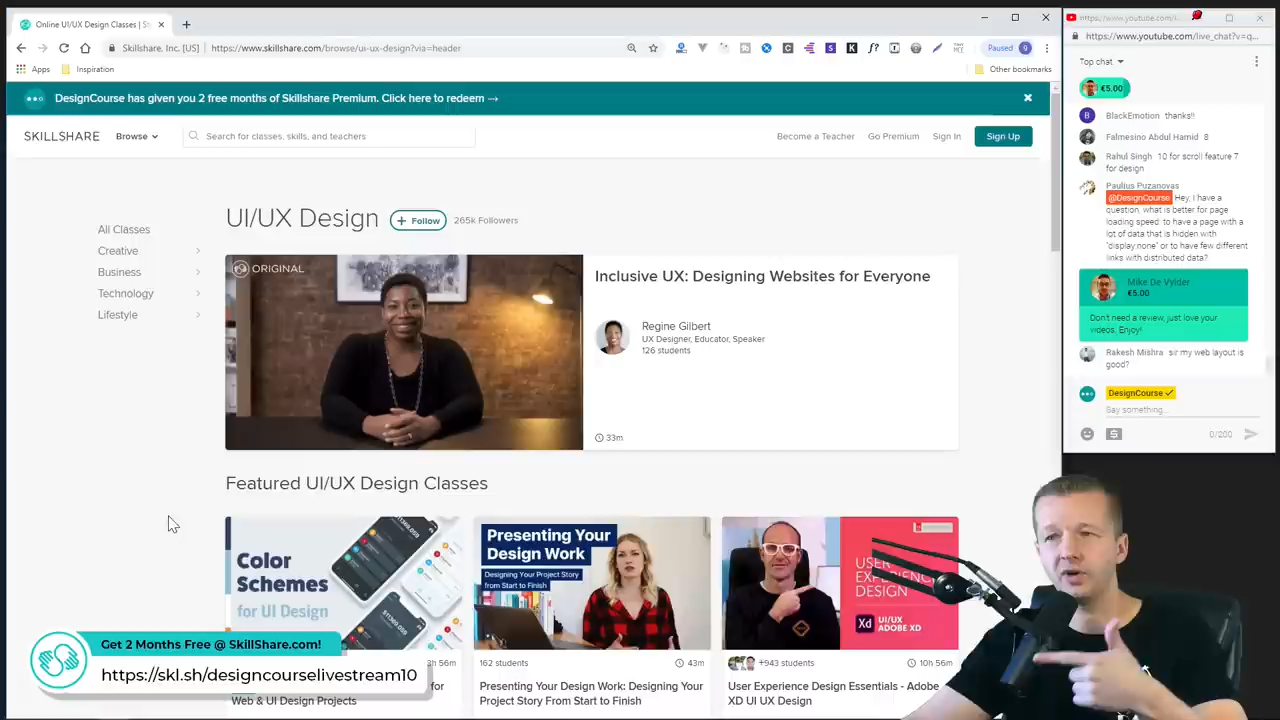 Online UI/UX Design Classes | S
Skillshare, Inc. [US]
https://www.skillshare.com/browse/ui-ux-design?via=header
Paused
Apps
Inspiration
Other bookmarks
DesignCourse has given you 2 free months of Skillshare Premium. Click here to redeem →
SKILLSHARE
Browse
Search for classes, skills, and teachers
Become a Teacher
Go Premium
Sign In
Sign Up
UI/UX Design
+ Follow
265k Followers
All Classes
Creative
Business
Technology
Lifestyle
ORIGINAL
Inclusive UX: Designing Websites for Everyone
Regine Gilbert
UX Designer, Educator, Speaker
126 students
33m
Featured UI/UX Design Classes
Color
Schemes
for UI Design
Presenting Your
Design Work
Designing Your Project Story
from Start to Finish
USER
EXPERIENCE
DESIGN
Xd
UI/UX
ADOBE XD
3h 56m
162 students
43m
+943 students
10h 56m
for
Web & UI Design Projects
Presenting Your Design Work: Designing Your
Project Story From Start to Finish
User Experience Design Essentials - Adobe
XD UI UX Design
Get 2 Months Free @ SkillShare.com!
https://skl.sh/designcourselivestream10
https://www.youtube.com/l
https://www.youtube.com/live_chat?v=q...
Top chat
€5.00
B
BlackEmotion thanks!!
Falmesino Abdul Hamid 8
Rahul Singh 10 for scroll feature 7
for design
Paulius Puzanovas
@DesignCourse Hey, I have a
question, what is better for page
loading speed: to have a page with a
lot of data that is hidden with
"display:none" or to have few different
links with distributed data?
Mike De Vylder
€5.00
Don't need a review, just love your
videos, Enjoy!
Rakesh Mishra sir my web layout is
good?
DesignCourse ✓
Say something...
0/200